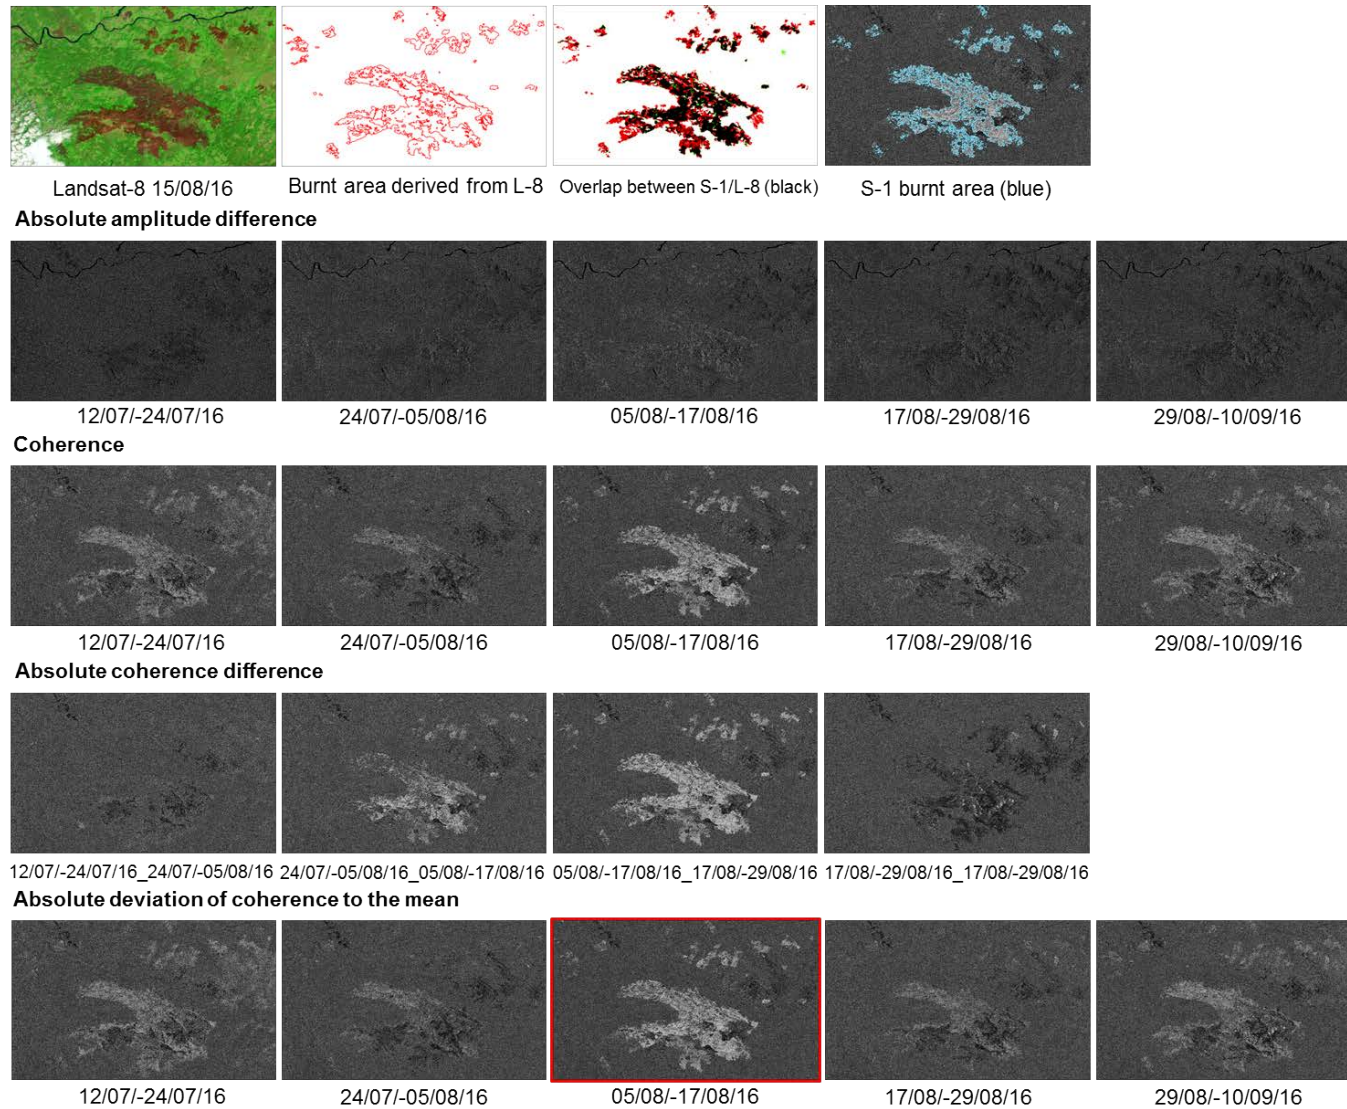 Landsat-8 15/08/16
Burnt area derived from L-8
Overlap between S-1/L-8 (black)
S-1 burnt area (blue)
Absolute amplitude difference
12/07/-24/07/16
24/07/-05/08/16
05/08/-17/08/16
17/08/-29/08/16
29/08/-10/09/16
Coherence
12/07/-24/07/16
24/07/-05/08/16
05/08/-17/08/16
17/08/-29/08/16
29/08/-10/09/16
Absolute coherence difference
12/07/-24/07/16_24/07/-05/08/16
24/07/-05/08/16_05/08/-17/08/16
05/08/-17/08/16_17/08/-29/08/16
17/08/-29/08/16_17/08/-29/08/16
Absolute deviation of coherence to the mean
12/07/-24/07/16
24/07/-05/08/16
05/08/-17/08/16
17/08/-29/08/16
29/08/-10/09/16